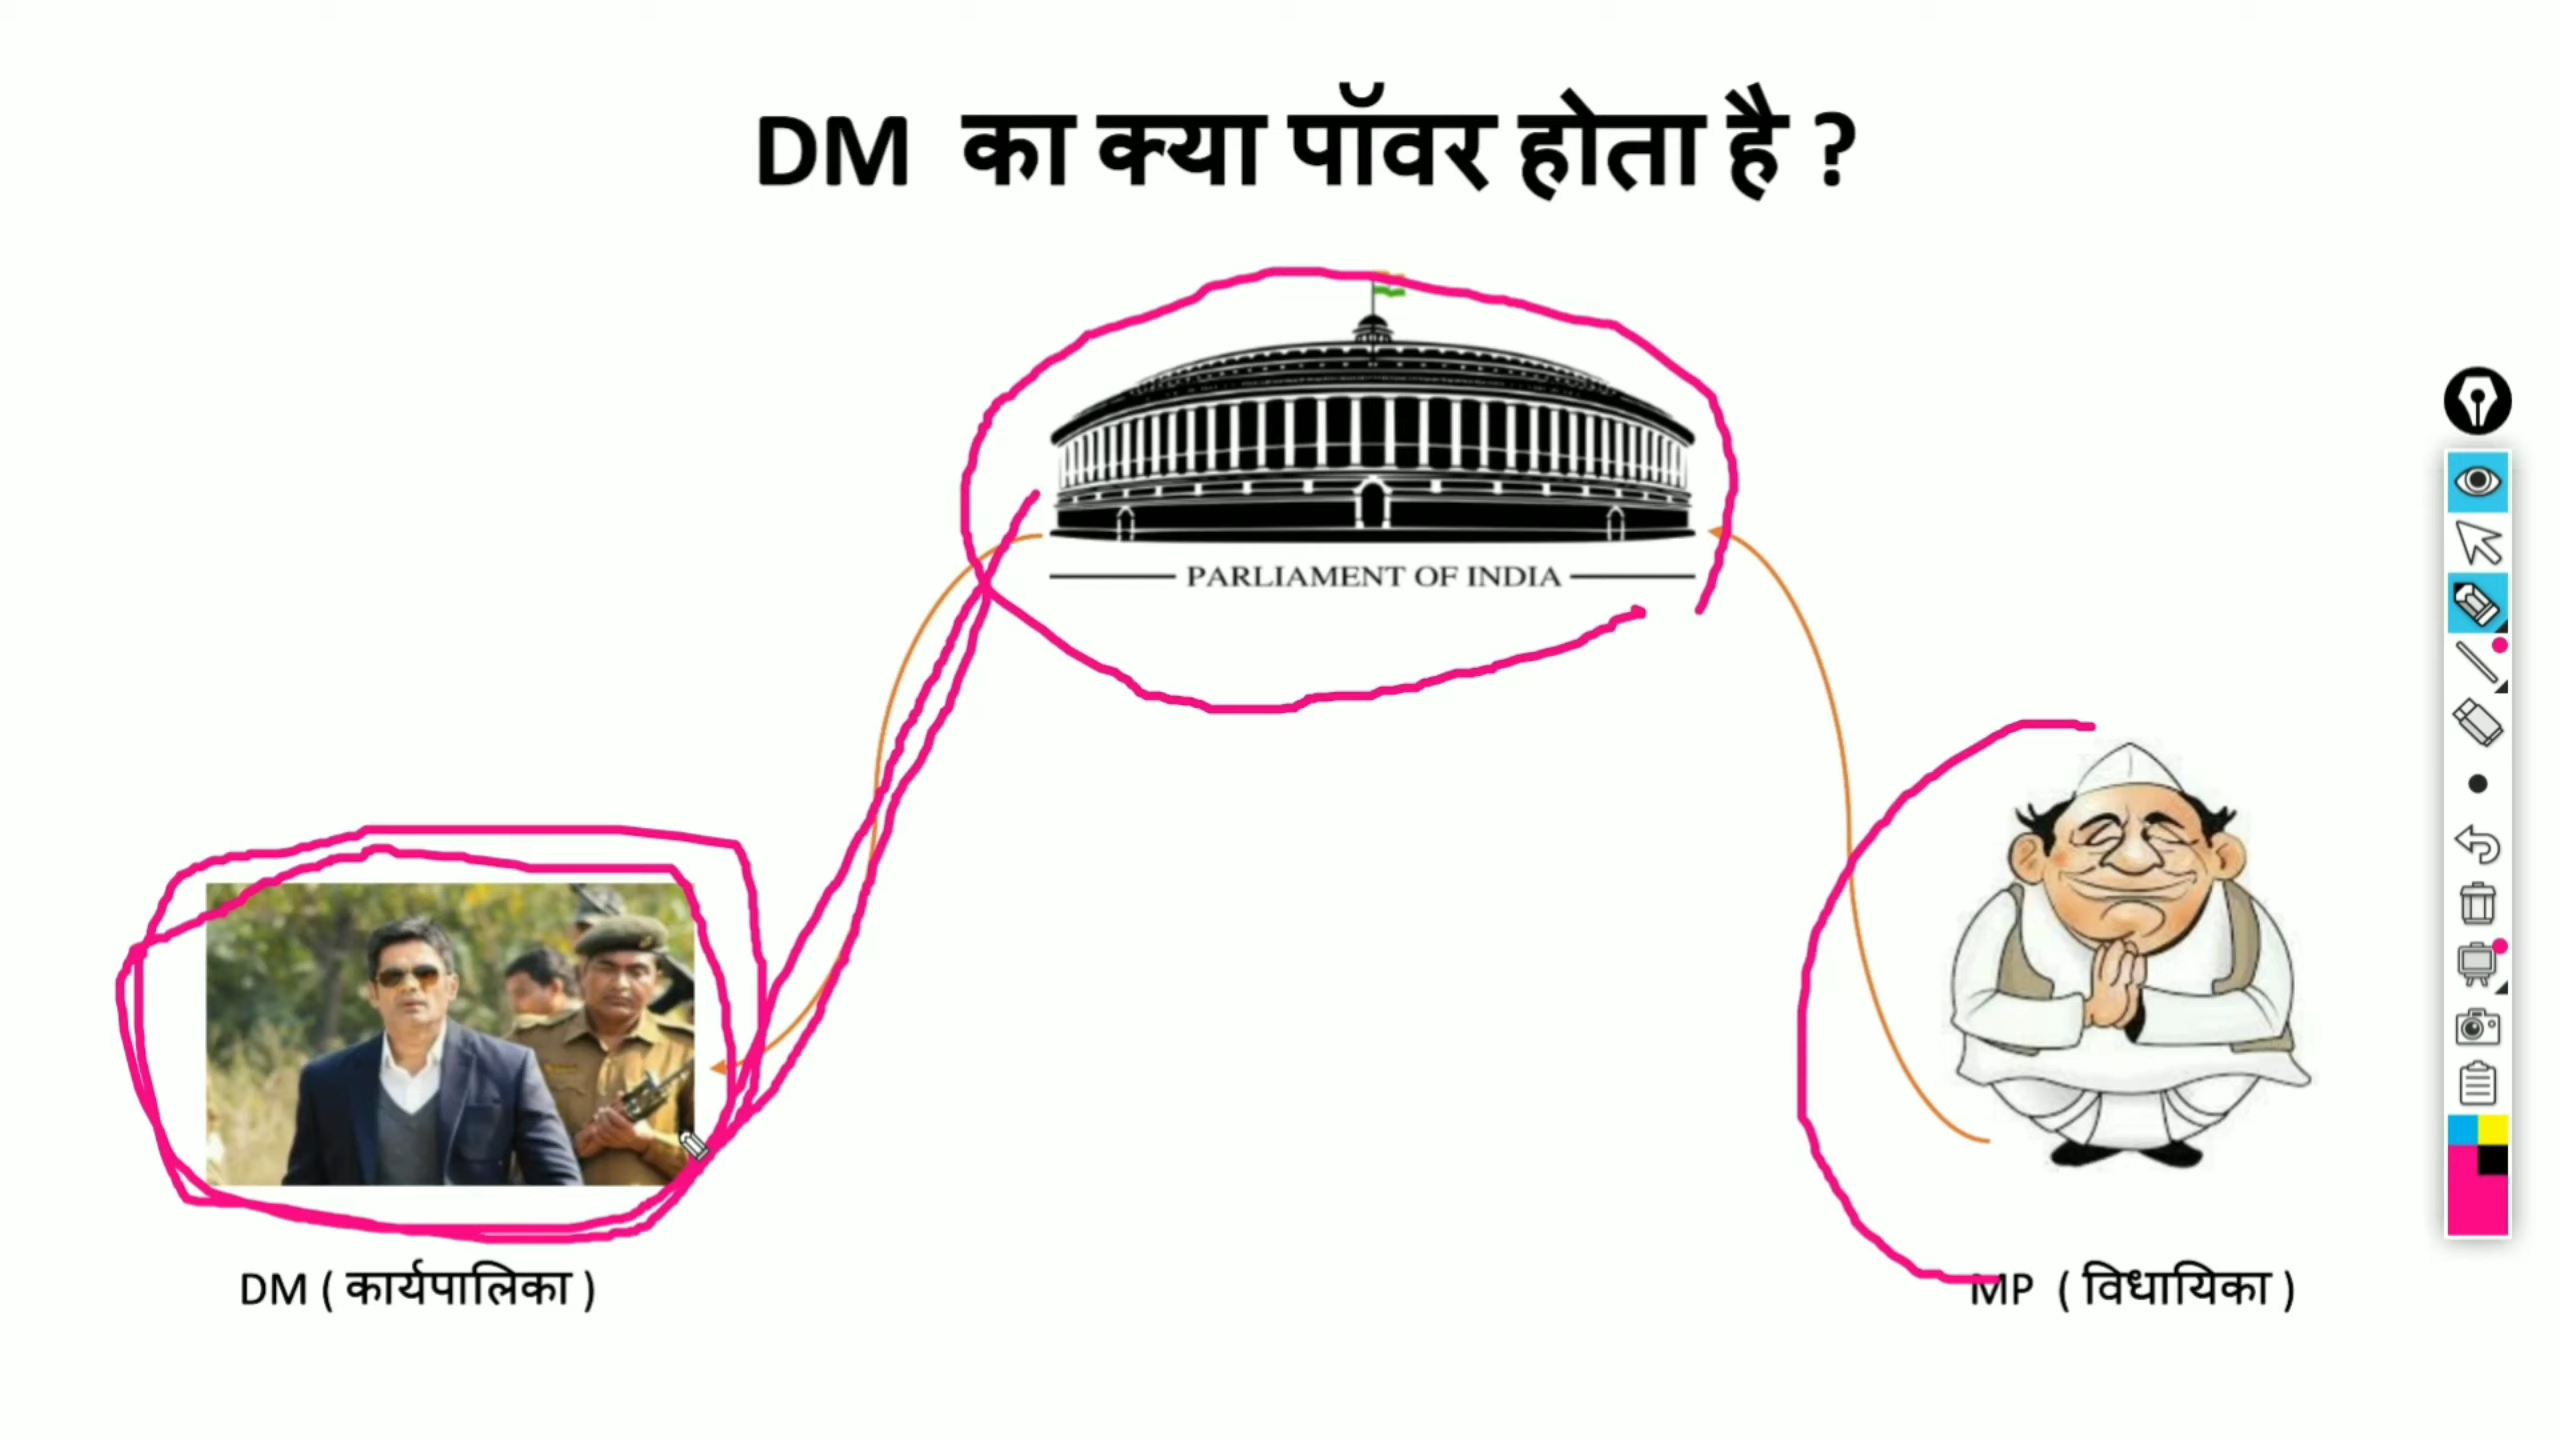 DM का क्या पॉवर होता है ?
PARLIAMENT OF INDIA
DM ( कार्यपालिका )
MP ( विधायिका )